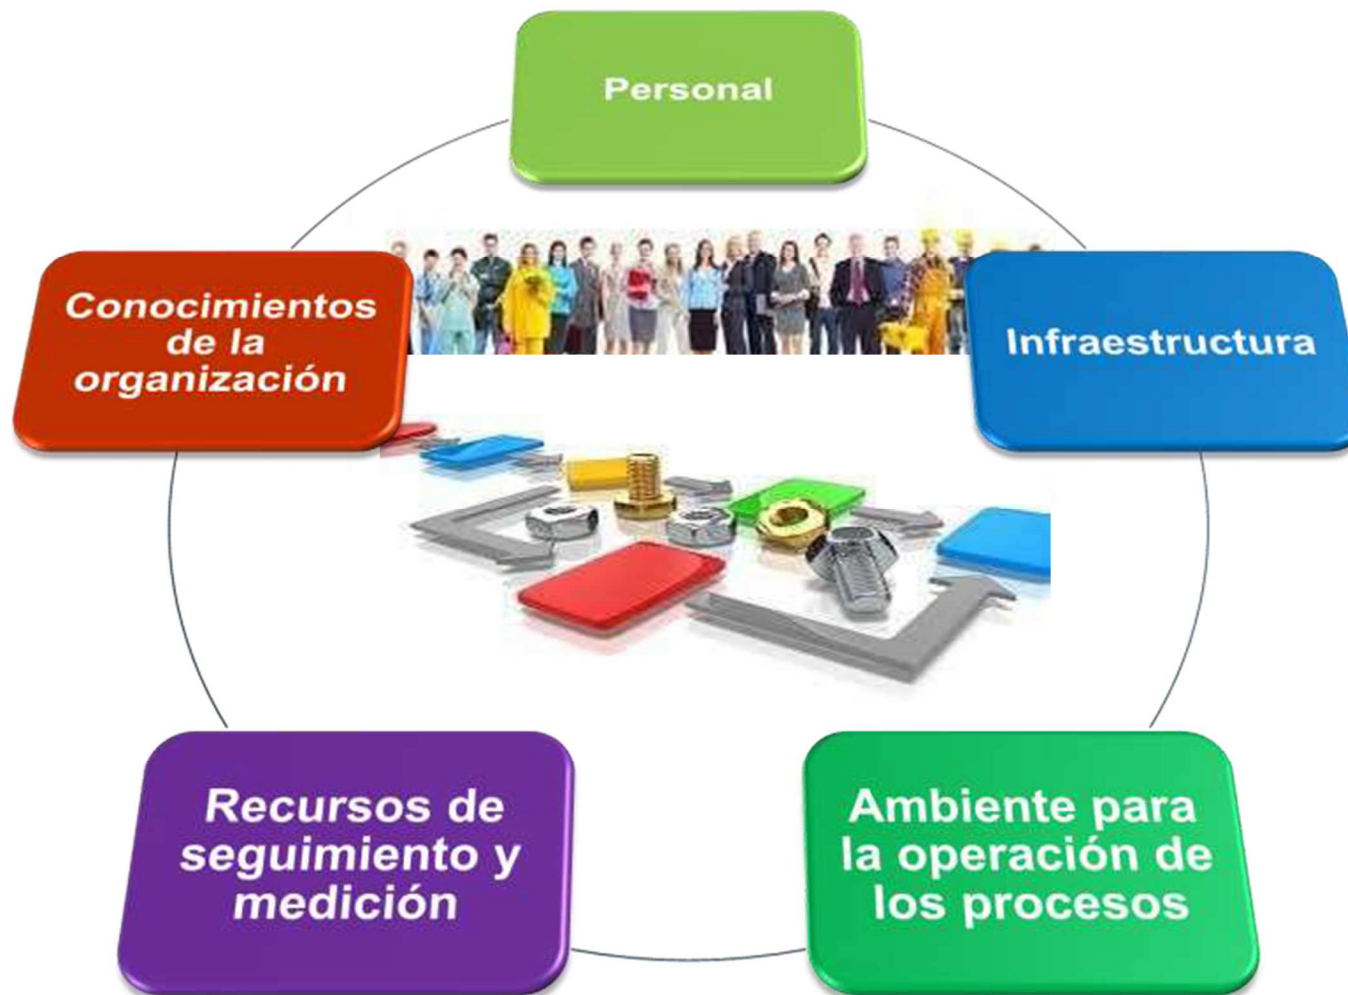 Personal
Infraestructura
Ambiente para
la operación de
los procesos
Recursos de
seguimiento y
medición
Conocimientos
de la
organización